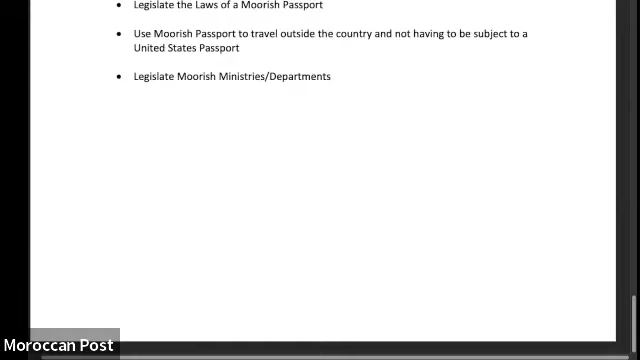 • Legislate the Laws of a Moorish Passport
• Use Moorish Passport to travel outside the country and not having to be subject to a
United States Passport
• Legislate Moorish Ministries/Departments
Moroccan Post